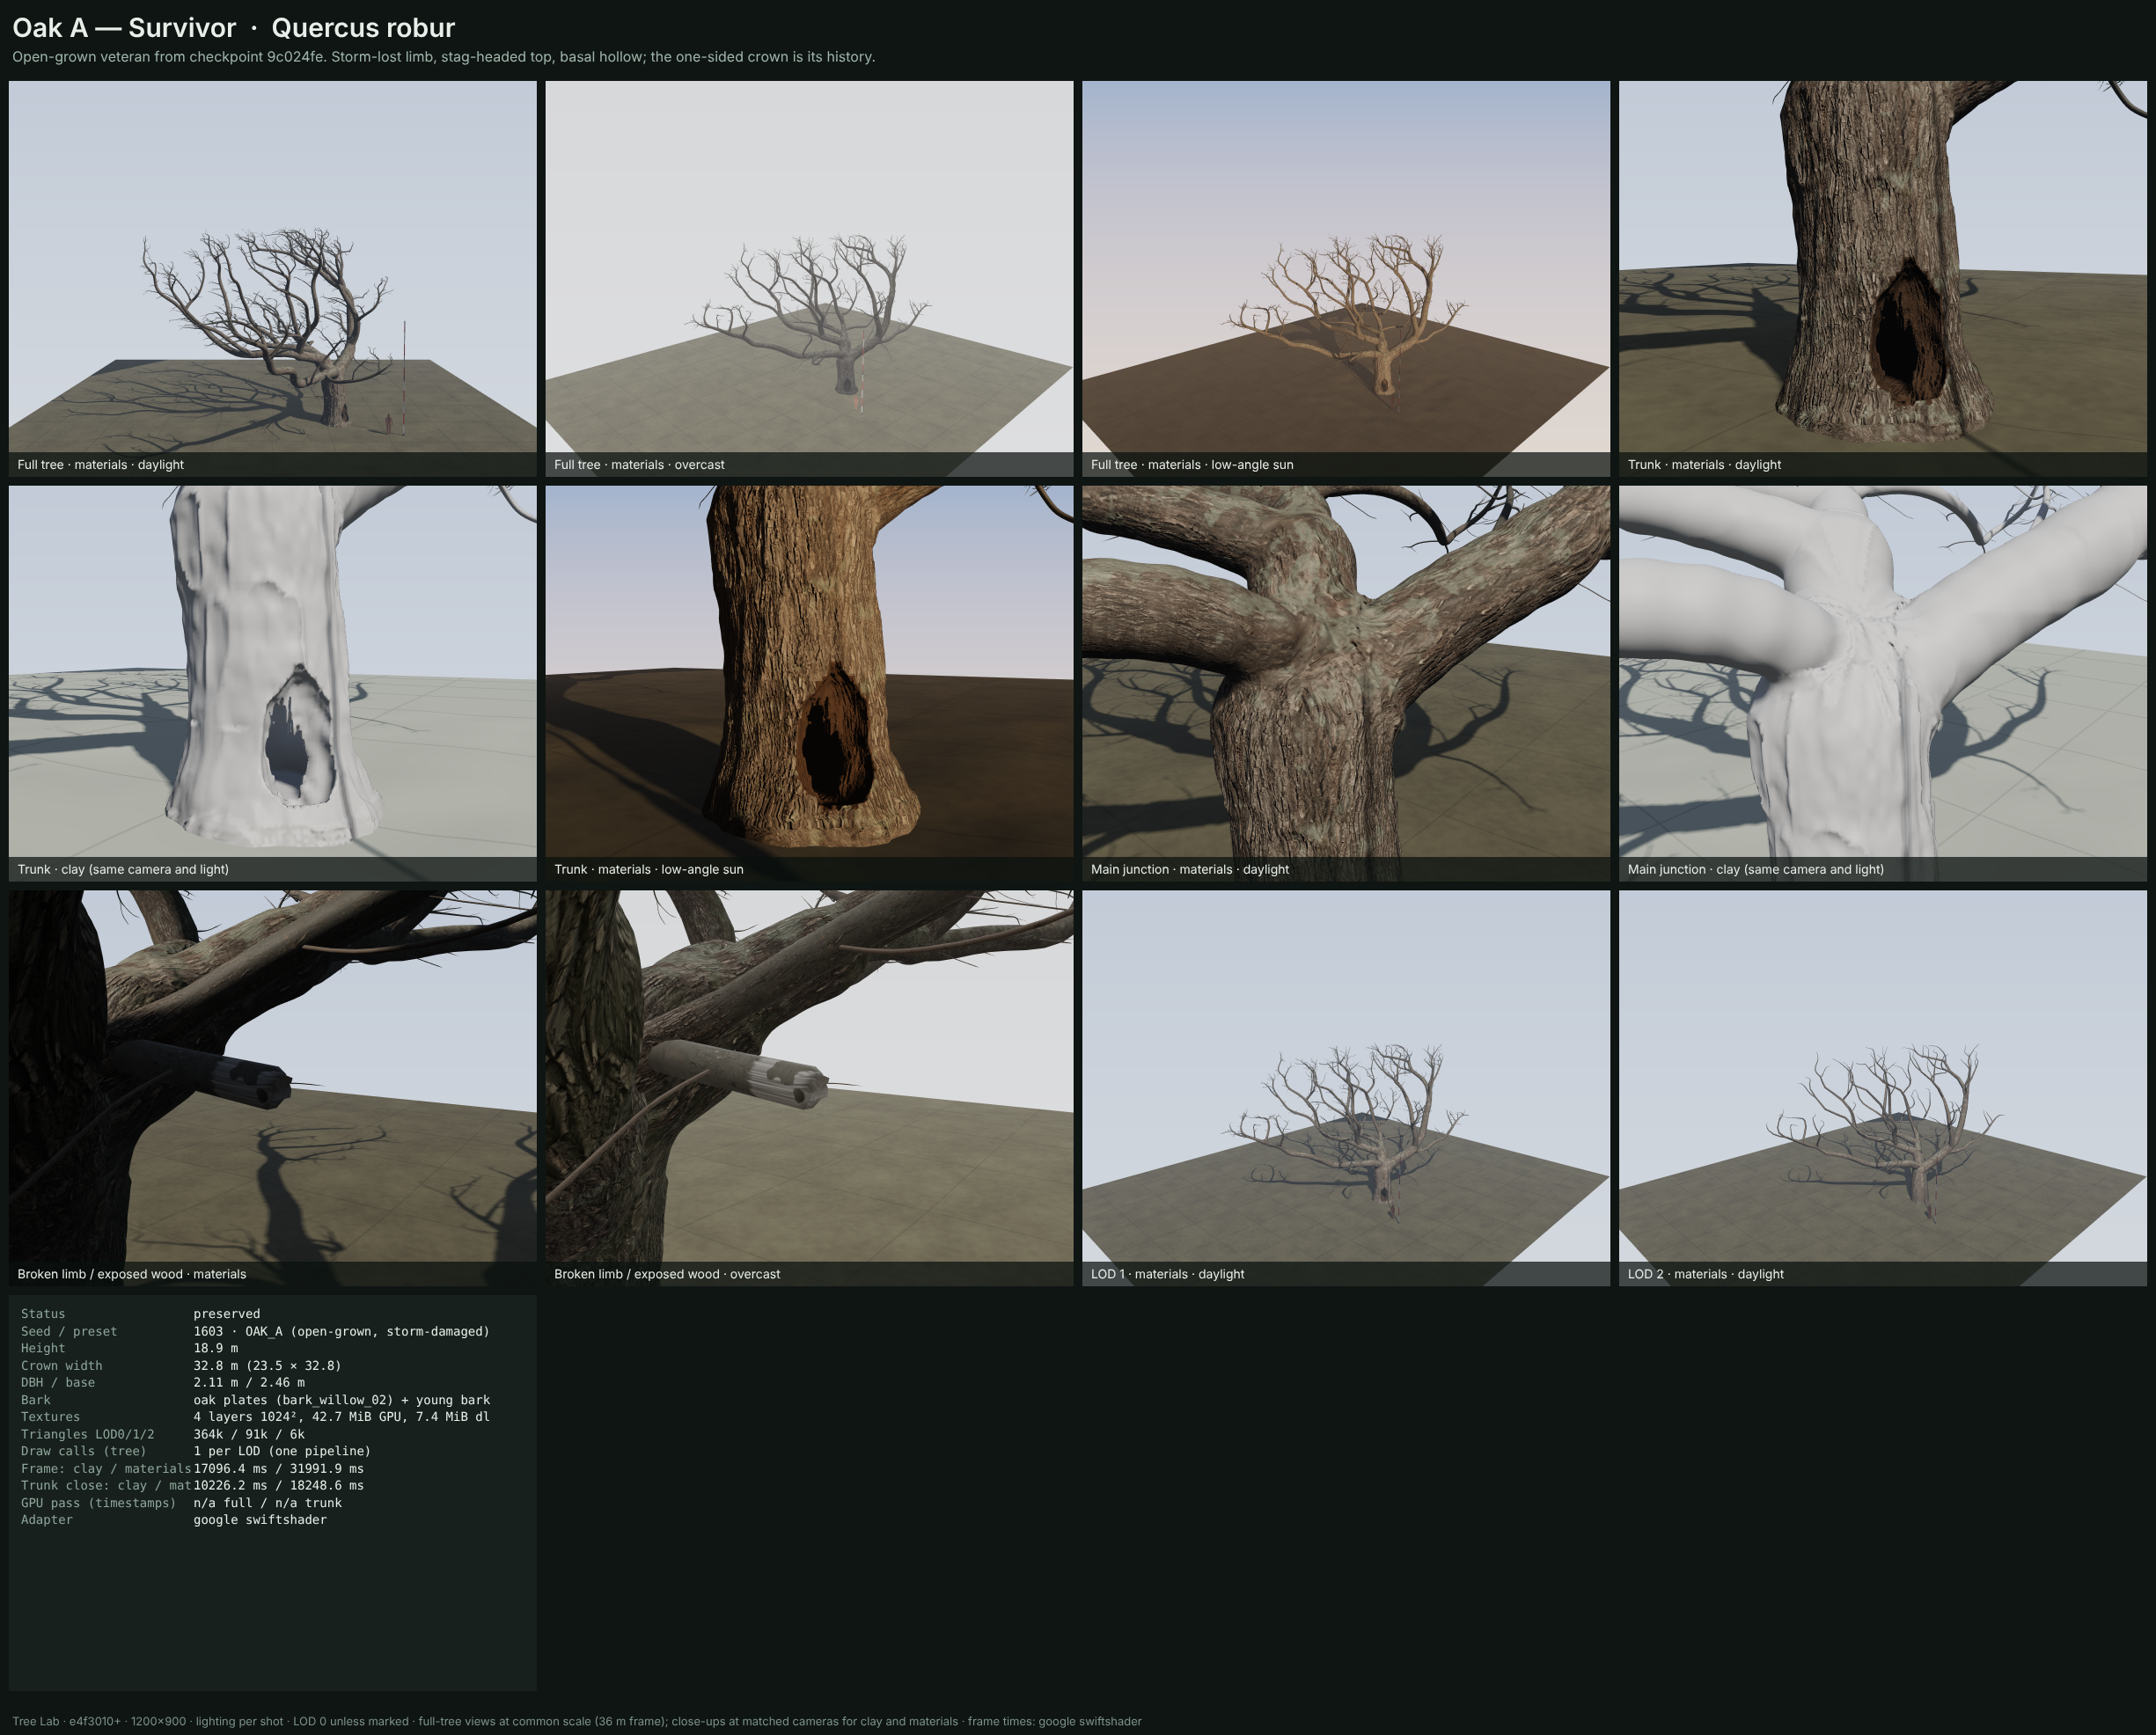 Oak A — Survivor · Quercus robur
Open-grown veteran from checkpoint 9c024fe. Storm-lost limb, stag-headed top, basal hollow; the one-sided crown is its history.
Full tree · materials · daylight
Full tree · materials · overcast
Full tree · materials · low-angle sun
Trunk · materials · daylight
Trunk · clay (same camera and light)
Trunk · materials · low-angle sun
Main junction · materials · daylight
Main junction · clay (same camera and light)
Broken limb / exposed wood · materials
Broken limb / exposed wood · overcast
LOD 1 · materials · daylight
LOD 2 · materials · daylight
Status preserved
Seed / preset 1603 · OAK_A (open-grown, storm-damaged)
Height 18.9 m
Crown width 32.8 m (23.5 × 32.8)
DBH / base 2.11 m / 2.46 m
Bark oak plates (bark_willow_02) + young bark
Textures 4 layers 1024², 42.7 MiB GPU, 7.4 MiB dl
Triangles LOD0/1/2 364k / 91k / 6k
Draw calls (tree) 1 per LOD (one pipeline)
Frame: clay / materials 17096.4 ms / 31991.9 ms
Trunk close: clay / mat 10226.2 ms / 18248.6 ms
GPU pass (timestamps) n/a full / n/a trunk
Adapter google swiftshader
Tree Lab · e4f3010+ · 1200×900 · lighting per shot · LOD 0 unless marked · full-tree views at common scale (36 m frame); close-ups at matched cameras for clay and materials · frame times: google swiftshader